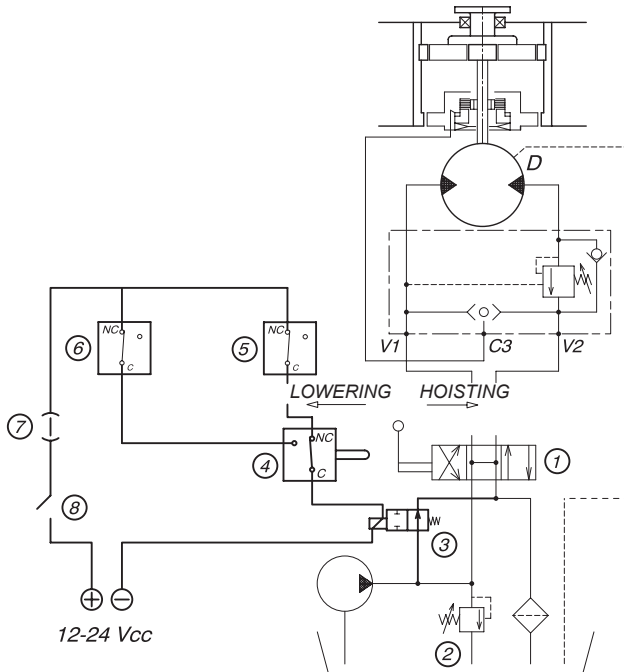 D
NC
C
6
NC
C
5
V1
C3
V2
LOWERING
HOISTING
7
4
NC
C
1
8
3
+
−
12-24 Vcc
2